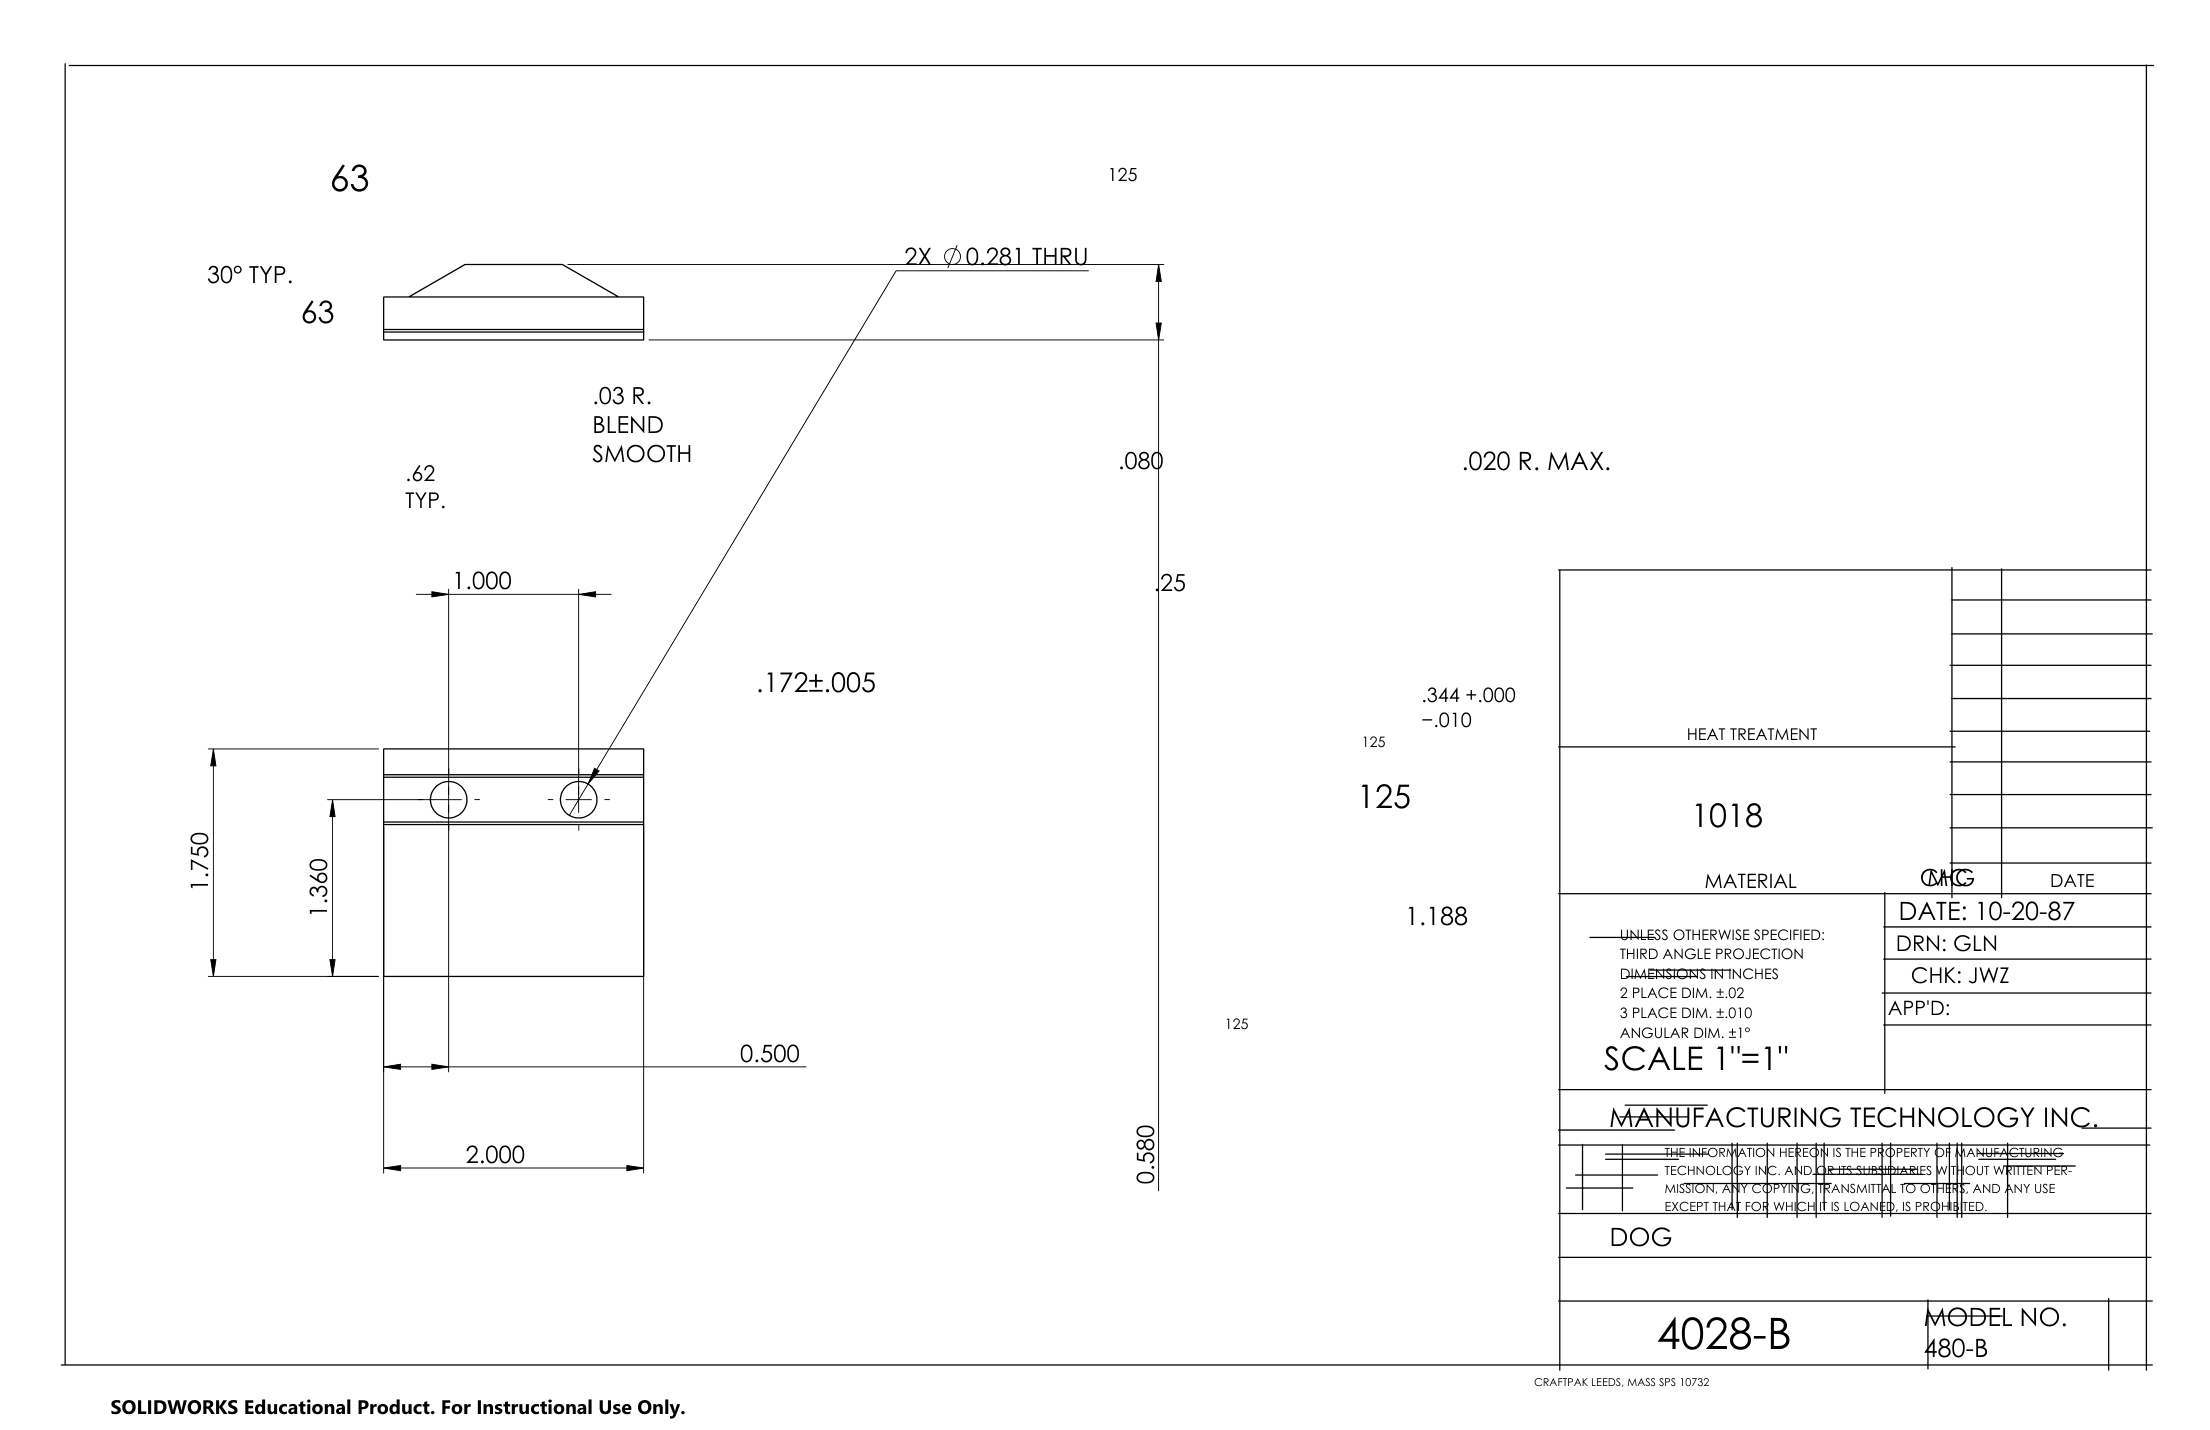 63
125
2X ∅0.281 THRU
30° TYP.
63
.03 R.
BLEND
SMOOTH
.62
TYP.
.080
.020 R. MAX.
1.000
.25
.172±.005
.344 +.000
−.010
125
125
1.750
1.360
1.188
125
0.500
2.000
0.580
HEAT TREATMENT
1018
MATERIAL
CHG
DATE
DATE: 10-20-87
DRN: GLN
CHK: JWZ
APP'D:
UNLESS OTHERWISE SPECIFIED:
THIRD ANGLE PROJECTION
DIMENSIONS IN INCHES
2 PLACE DIM. ±.02
3 PLACE DIM. ±.010
ANGULAR DIM. ±1°
SCALE 1"=1"
MANUFACTURING TECHNOLOGY INC.
THE INFORMATION HEREON IS THE PROPERTY OF MANUFACTURING
TECHNOLOGY INC. AND OR ITS SUBSIDIARIES WITHOUT WRITTEN PER-
MISSION, ANY COPYING, TRANSMITTAL TO OTHERS, AND ANY USE
EXCEPT THAT FOR WHICH IT IS LOANED, IS PROHIBITED.
DOG
4028-B
MODEL NO.
480-B
CRAFTPAK LEEDS, MASS SPS 10732
SOLIDWORKS Educational Product. For Instructional Use Only.